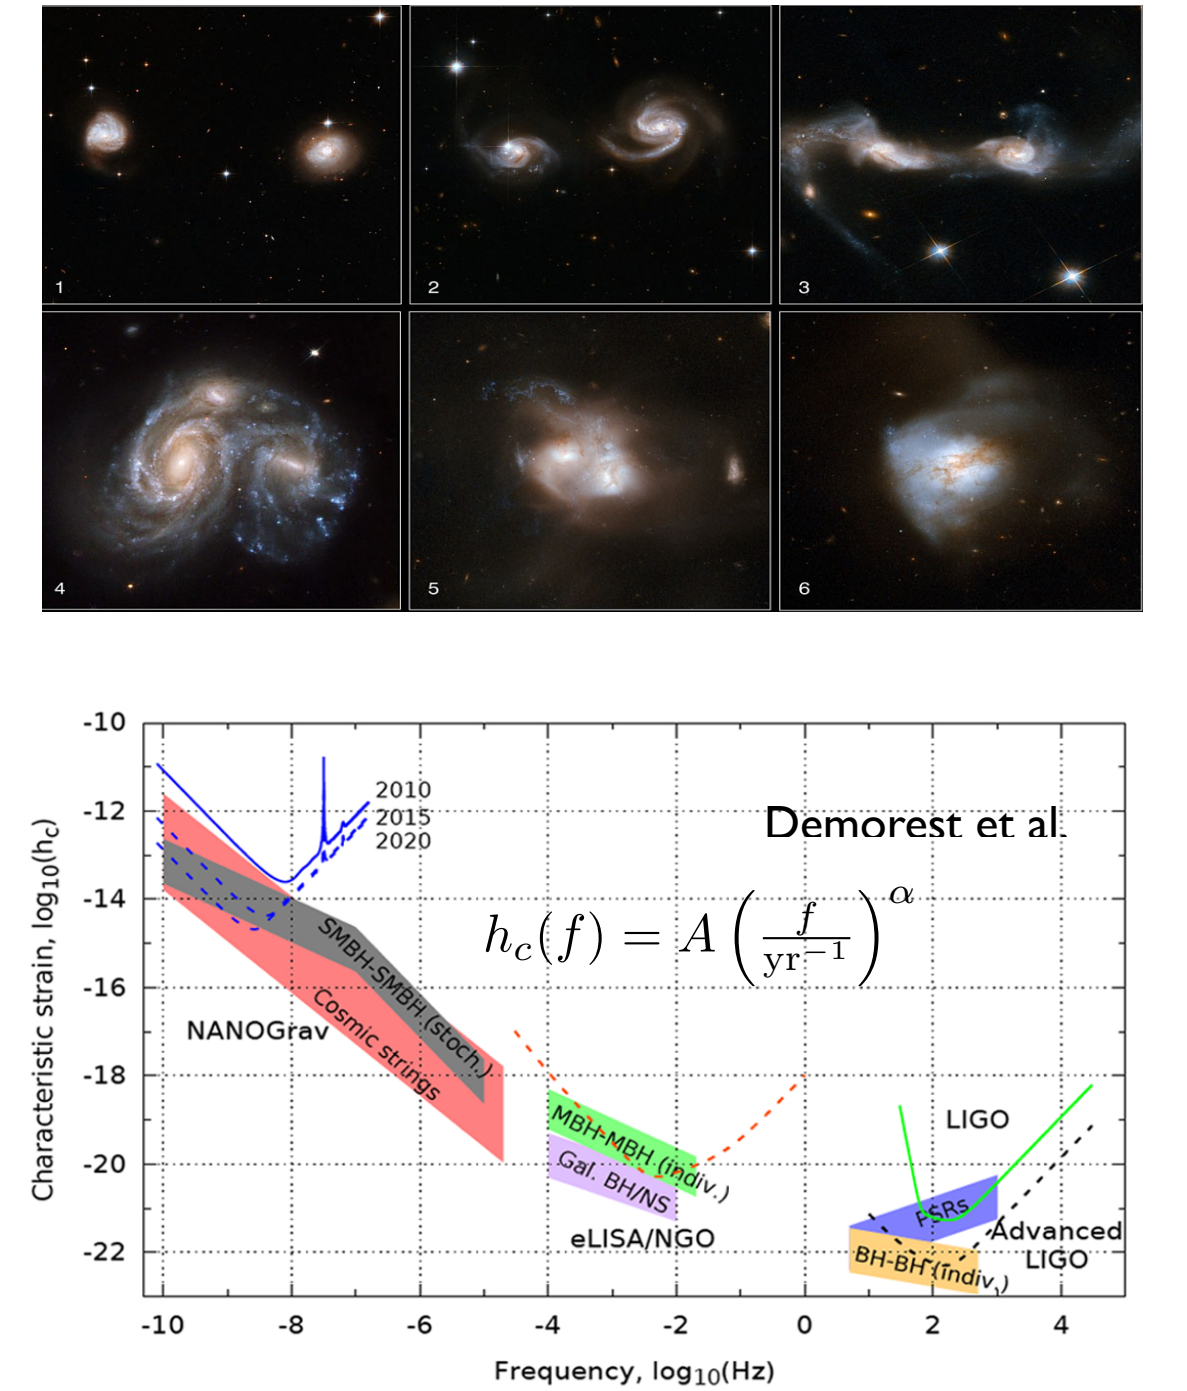 1
2
3
4
5
6
Demorest et al.
h_c(f) = A (f / yr^{-1})^α
2010
2015
2020
SMBH-SMBH (stoch.)
Cosmic strings
NANOGrav
MBH-MBH (indiv.)
Gal. BH/NS
eLISA/NGO
LIGO
PSRs
Advanced
LIGO
BH-BH (indiv.)
-10
-12
-14
-16
-18
-20
-22
Characteristic strain, log10(hc)
-10 -8 -6 -4 -2 0 2 4
Frequency, log10(Hz)